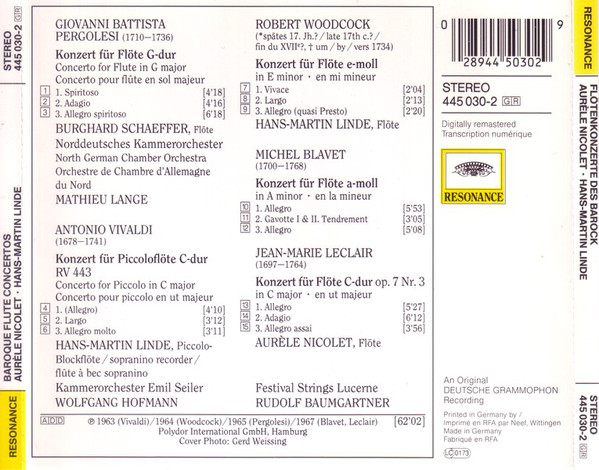 STEREO
445 030-2 GR
BAROQUE FLUTE CONCERTOS
AURÈLE NICOLET · HANS-MARTIN LINDE
RESONANCE
GIOVANNI BATTISTA
PERGOLESI (1710–1736)
Konzert für Flöte G-dur
Concerto for Flute in G major
Concerto pour flûte en sol majeur
1 1. Spiritoso [4'18]
2 2. Adagio [4'16]
3 3. Allegro spiritoso [6'18]
BURGHARD SCHAEFFER, Flöte
Norddeutsches Kammerorchester
North German Chamber Orchestra
Orchestre de Chambre d'Allemagne
du Nord
MATHIEU LANGE
ANTONIO VIVALDI
(1678–1741)
Konzert für Piccoloflöte C-dur
RV 443
Concerto for Piccolo in C major
Concerto pour piccolo en ut majeur
4 1. (Allegro) [4'10]
5 2. Largo [3'12]
6 3. Allegro molto [3'11]
HANS-MARTIN LINDE, Piccolo-
Blockflöte / sopranino recorder /
flûte à bec sopranino
Kammerorchester Emil Seiler
WOLFGANG HOFMANN
ROBERT WOODCOCK
(*spätes 17. Jh.? / late 17th c.? /
fin du XVIIe?, † um / by / vers 1734)
Konzert für Flöte e-moll
in E minor · en mi mineur
7 1. Vivace [2'04]
8 2. Largo [2'13]
9 3. Allegro (quasi Presto) [2'20]
HANS-MARTIN LINDE, Flöte
MICHEL BLAVET
(1700–1768)
Konzert für Flöte a-moll
in A minor · en la mineur
10 1. Allegro [5'53]
11 2. Gavotte I & II. Tendrement [3'05]
12 3. Allegro [5'08]
JEAN-MARIE LECLAIR
(1697–1764)
Konzert für Flöte C-dur op. 7 Nr. 3
in C major · en ut majeur
13 1. Allegro [5'27]
14 2. Adagio [6'12]
15 3. Allegro assai [3'56]
AURÈLE NICOLET, Flöte
Festival Strings Lucerne
RUDOLF BAUMGARTNER
ADD
℗ 1963 (Vivaldi)/1964 (Woodcock)/1965 (Pergolesi)/1967 (Blavet, Leclair) [62'02]
Polydor International GmbH, Hamburg
Cover Photo: Gerd Weissing
0 28944 50302 9
STEREO
445 030-2 GR
Digitally remastered
Transcription numérique
RESONANCE
An Original
DEUTSCHE GRAMMOPHON
Recording
Printed in Germany by /
Imprimé en RFA par Neef, Wittingen
Made in Germany
Fabriqué en RFA
LC 0173
RESONANCE
FLÖTENKONZERTE DES BAROCK
AURÈLE NICOLET · HANS-MARTIN LINDE
STEREO
445 030-2 GR